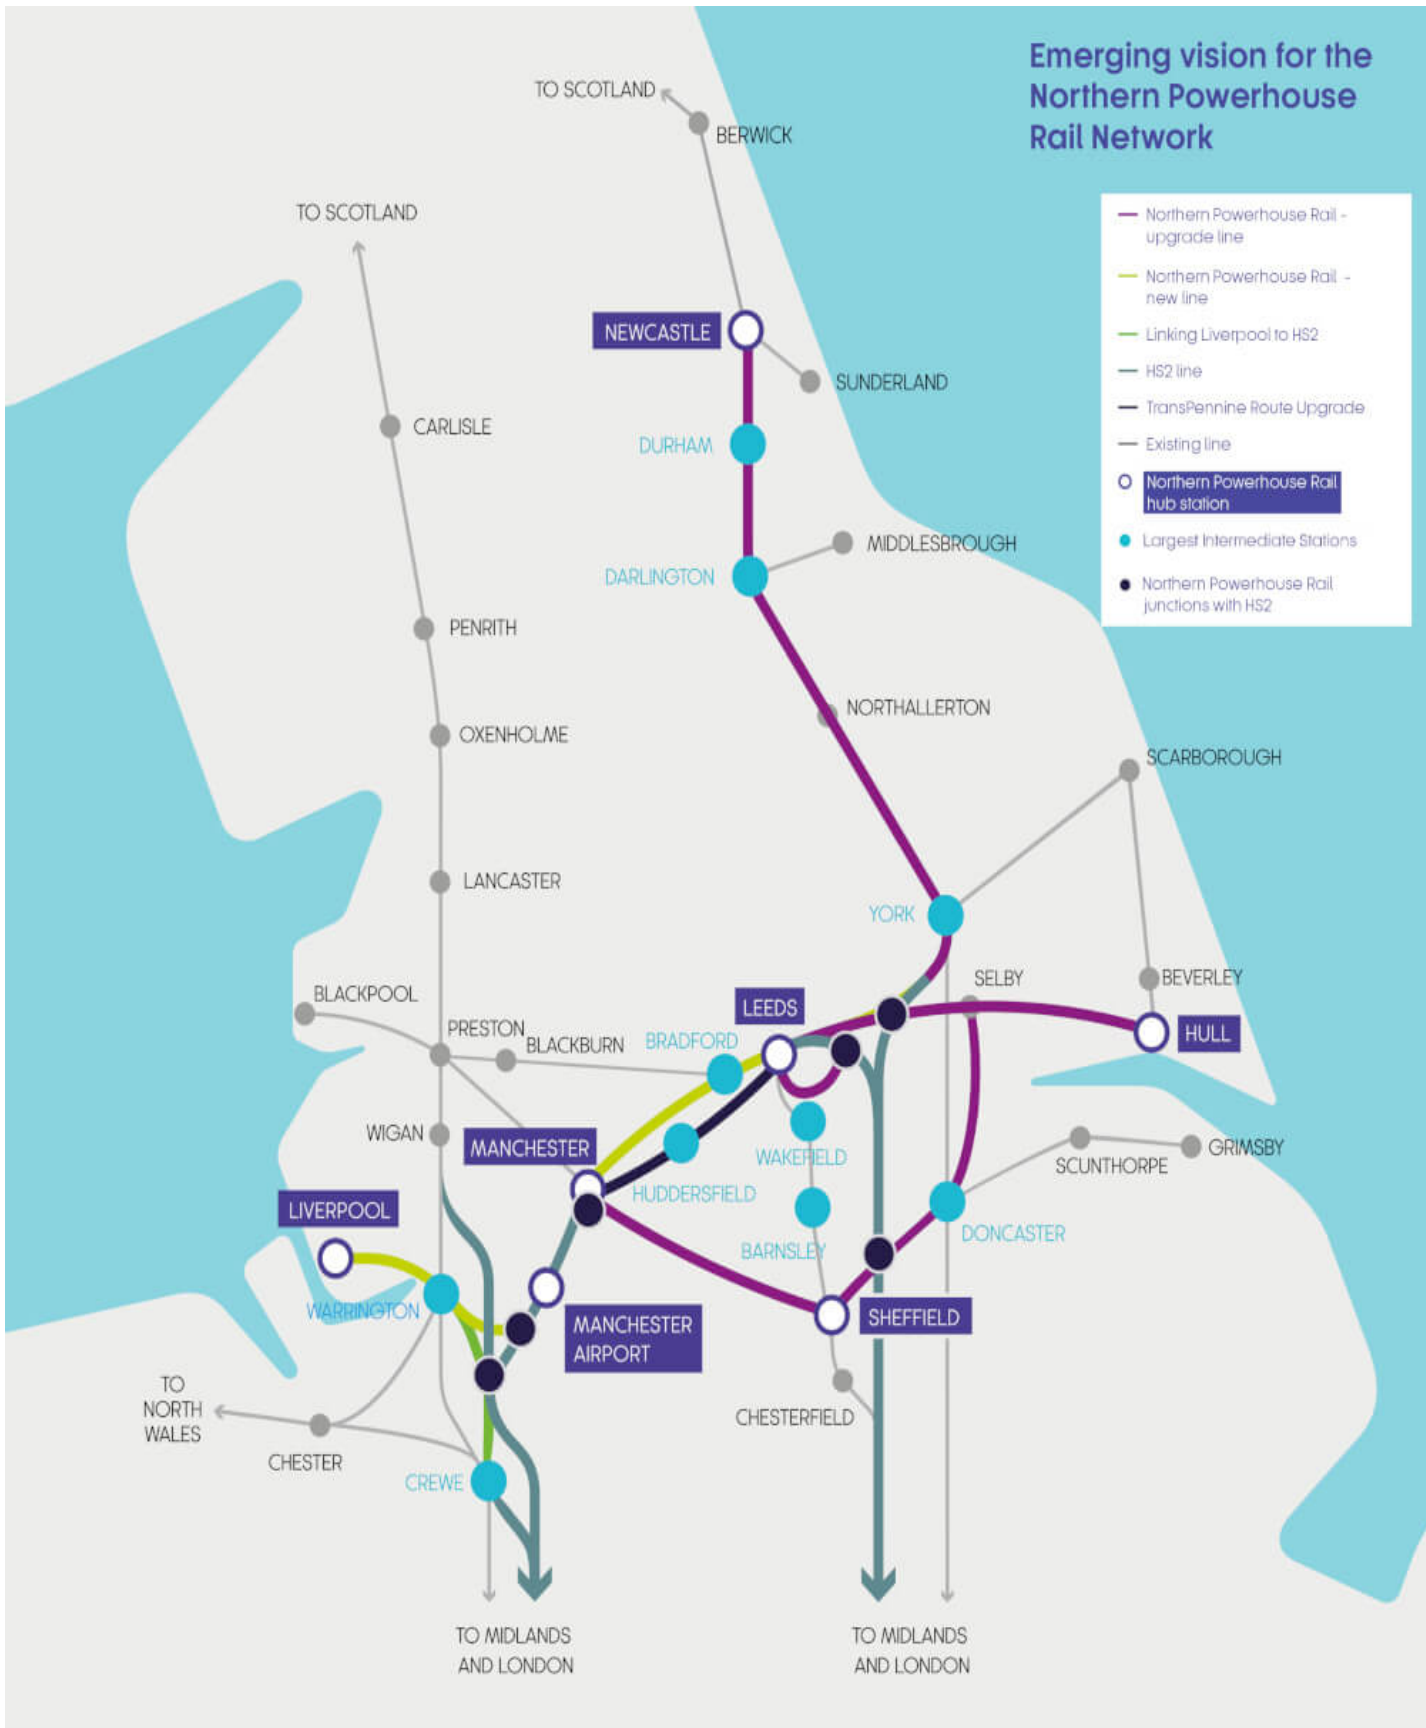 Emerging vision for the
Northern Powerhouse
Rail Network
Northern Powerhouse Rail -
upgrade line
Northern Powerhouse Rail -
new line
Linking Liverpool to HS2
HS2 line
TransPennine Route Upgrade
Existing line
Northern Powerhouse Rail
hub station
Largest Intermediate Stations
Northern Powerhouse Rail
junctions with HS2
TO SCOTLAND
BERWICK
TO SCOTLAND
NEWCASTLE
SUNDERLAND
CARLISLE
DURHAM
MIDDLESBROUGH
DARLINGTON
PENRITH
NORTHALLERTON
OXENHOLME
SCARBOROUGH
LANCASTER
YORK
SELBY
BEVERLEY
BLACKPOOL
LEEDS
PRESTON
BLACKBURN
BRADFORD
HULL
WIGAN
MANCHESTER
WAKEFIELD
GRIMSBY
SCUNTHORPE
HUDDERSFIELD
LIVERPOOL
DONCASTER
BARNSLEY
WARRINGTON
MANCHESTER
AIRPORT
SHEFFIELD
TO
NORTH
WALES
CHESTERFIELD
CHESTER
CREWE
TO MIDLANDS
AND LONDON
TO MIDLANDS
AND LONDON